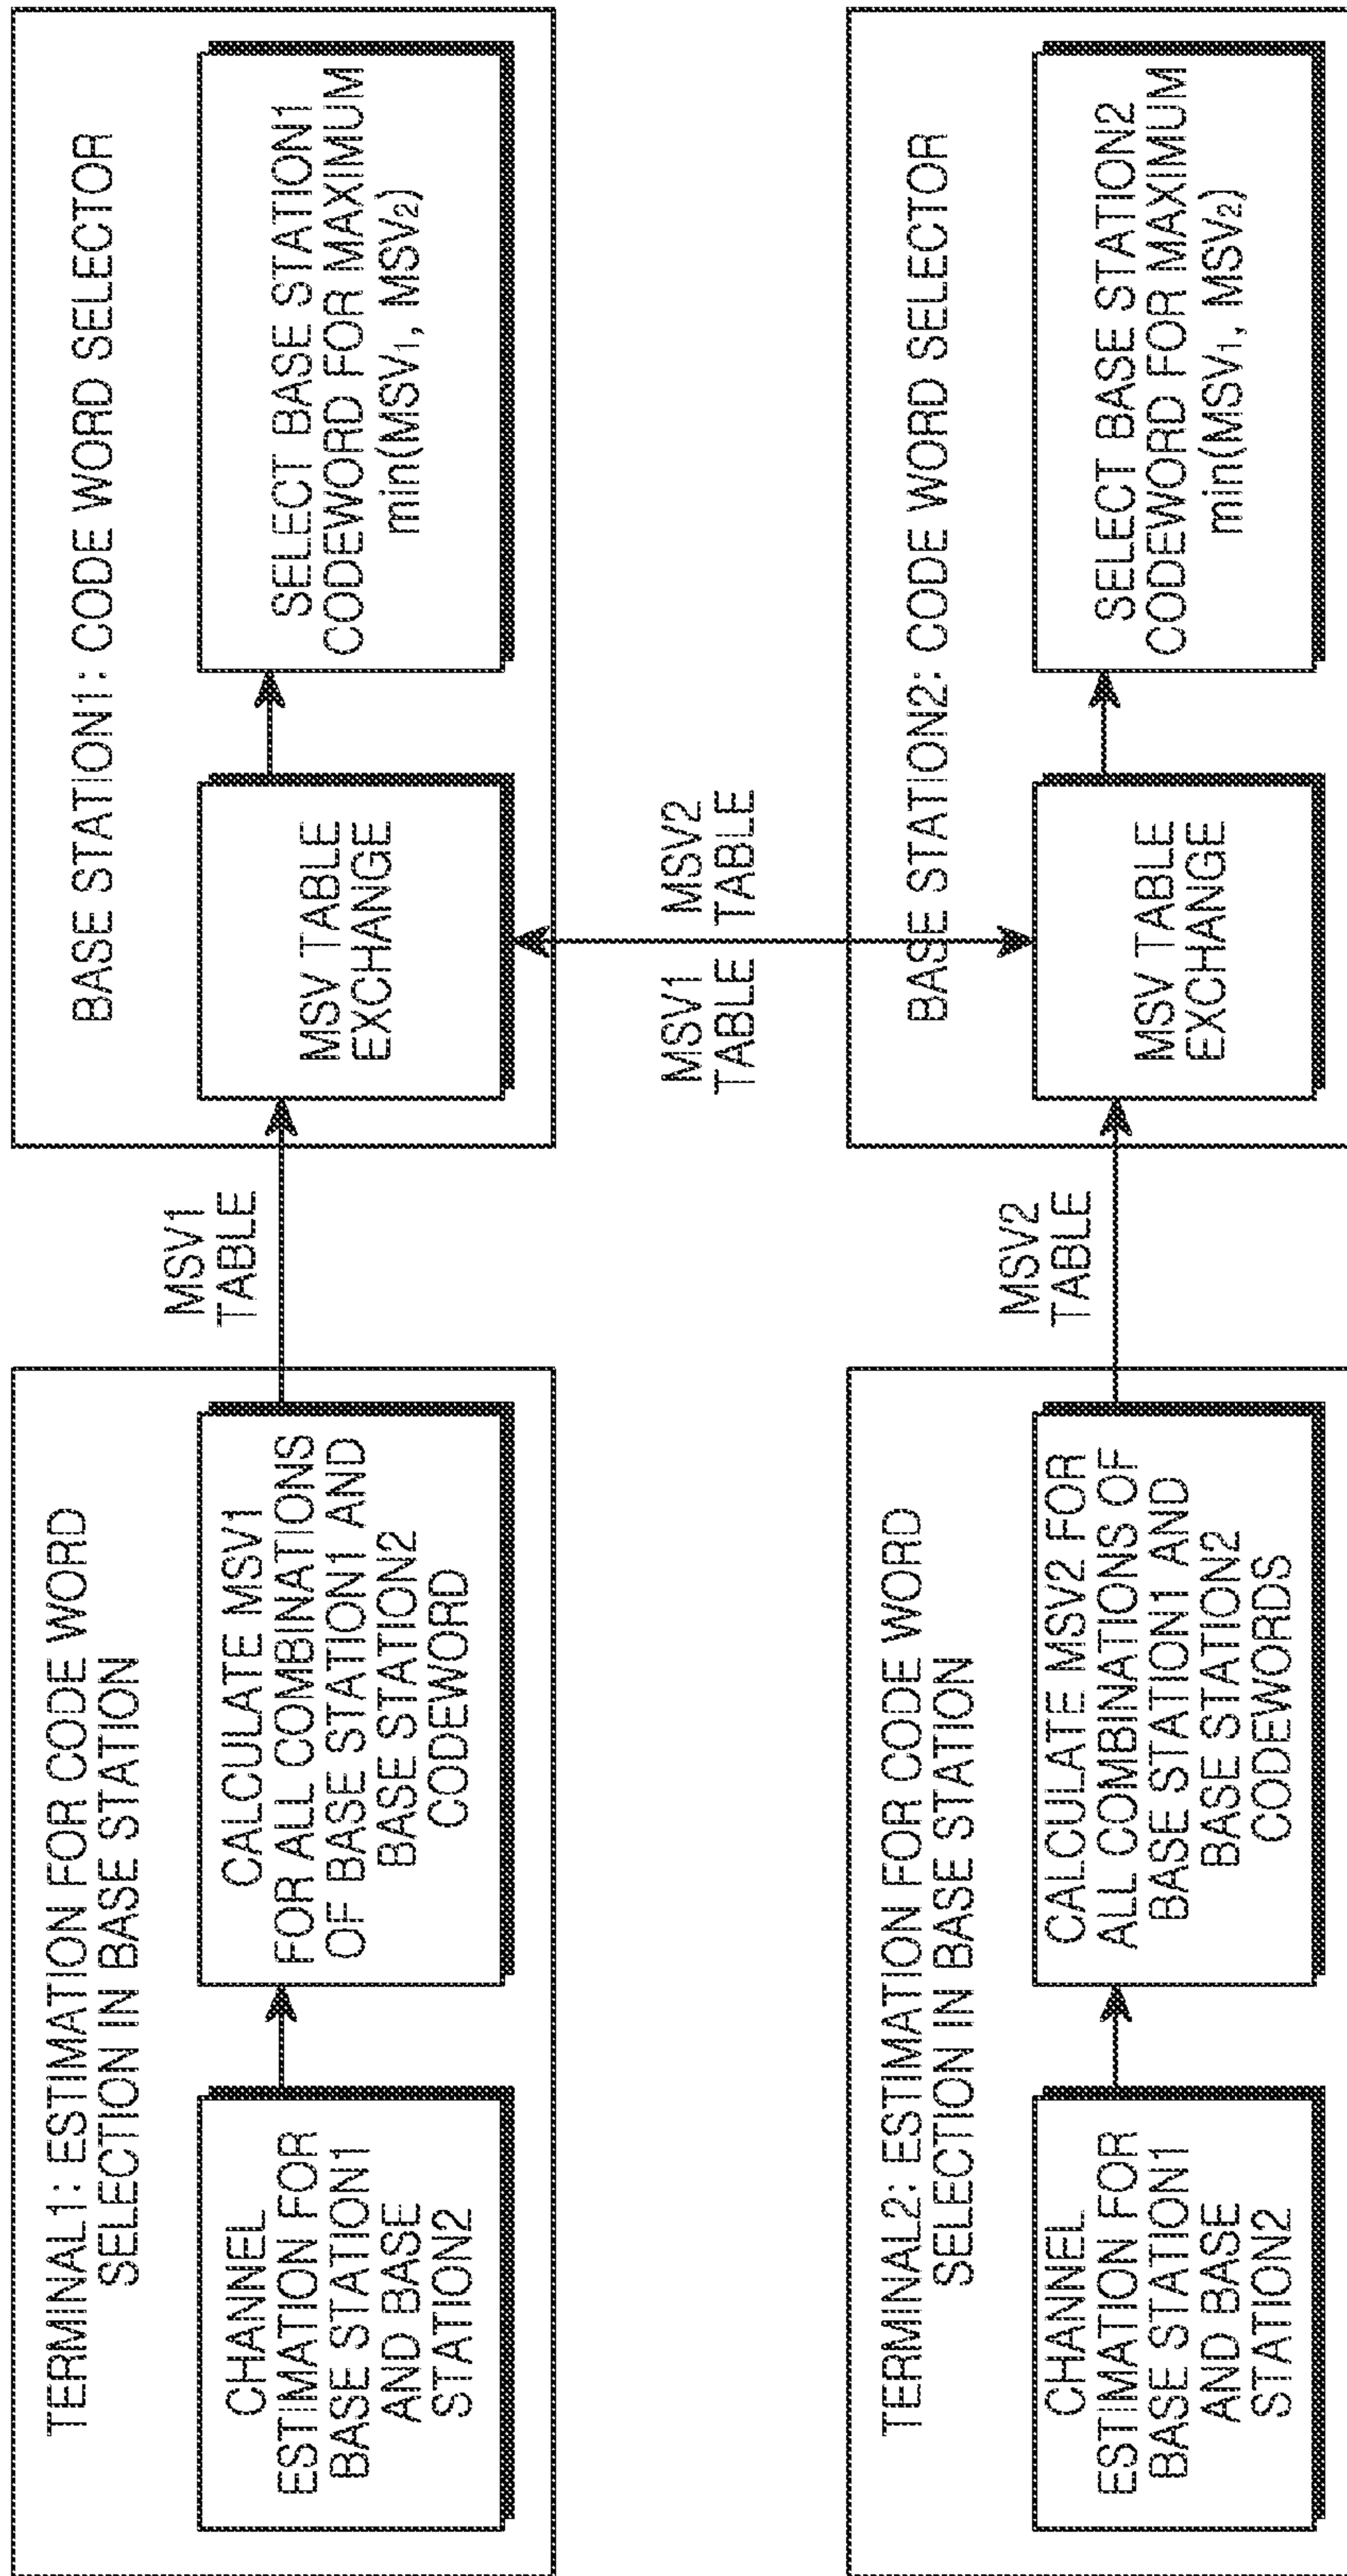 TERMINAL1: ESTIMATION FOR CODE WORD
SELECTION IN BASE STATION
CHANNEL
ESTIMATION FOR
BASE STATION1
AND BASE
STATION2
CALCULATE MSV1
FOR ALL COMBINATIONS
OF BASE STATION1 AND
BASE STATION2
CODEWORD
MSV1
TABLE
BASE STATION1: CODE WORD SELECTOR
MSV TABLE
EXCHANGE
SELECT BASE STATION1
CODEWORD FOR MAXIMUM
min(MSV₁, MSV₂)
MSV1
TABLE
MSV2
TABLE
TERMINAL2: ESTIMATION FOR CODE WORD
SELECTION IN BASE STATION
CHANNEL
ESTIMATION FOR
BASE STATION1
AND BASE
STATION2
CALCULATE MSV2 FOR
ALL COMBINATIONS OF
BASE STATION1 AND
BASE STATION2
CODEWORDS
MSV2
TABLE
BASE STATION2: CODE WORD SELECTOR
MSV TABLE
EXCHANGE
SELECT BASE STATION2
CODEWORD FOR MAXIMUM
min(MSV₁, MSV₂)